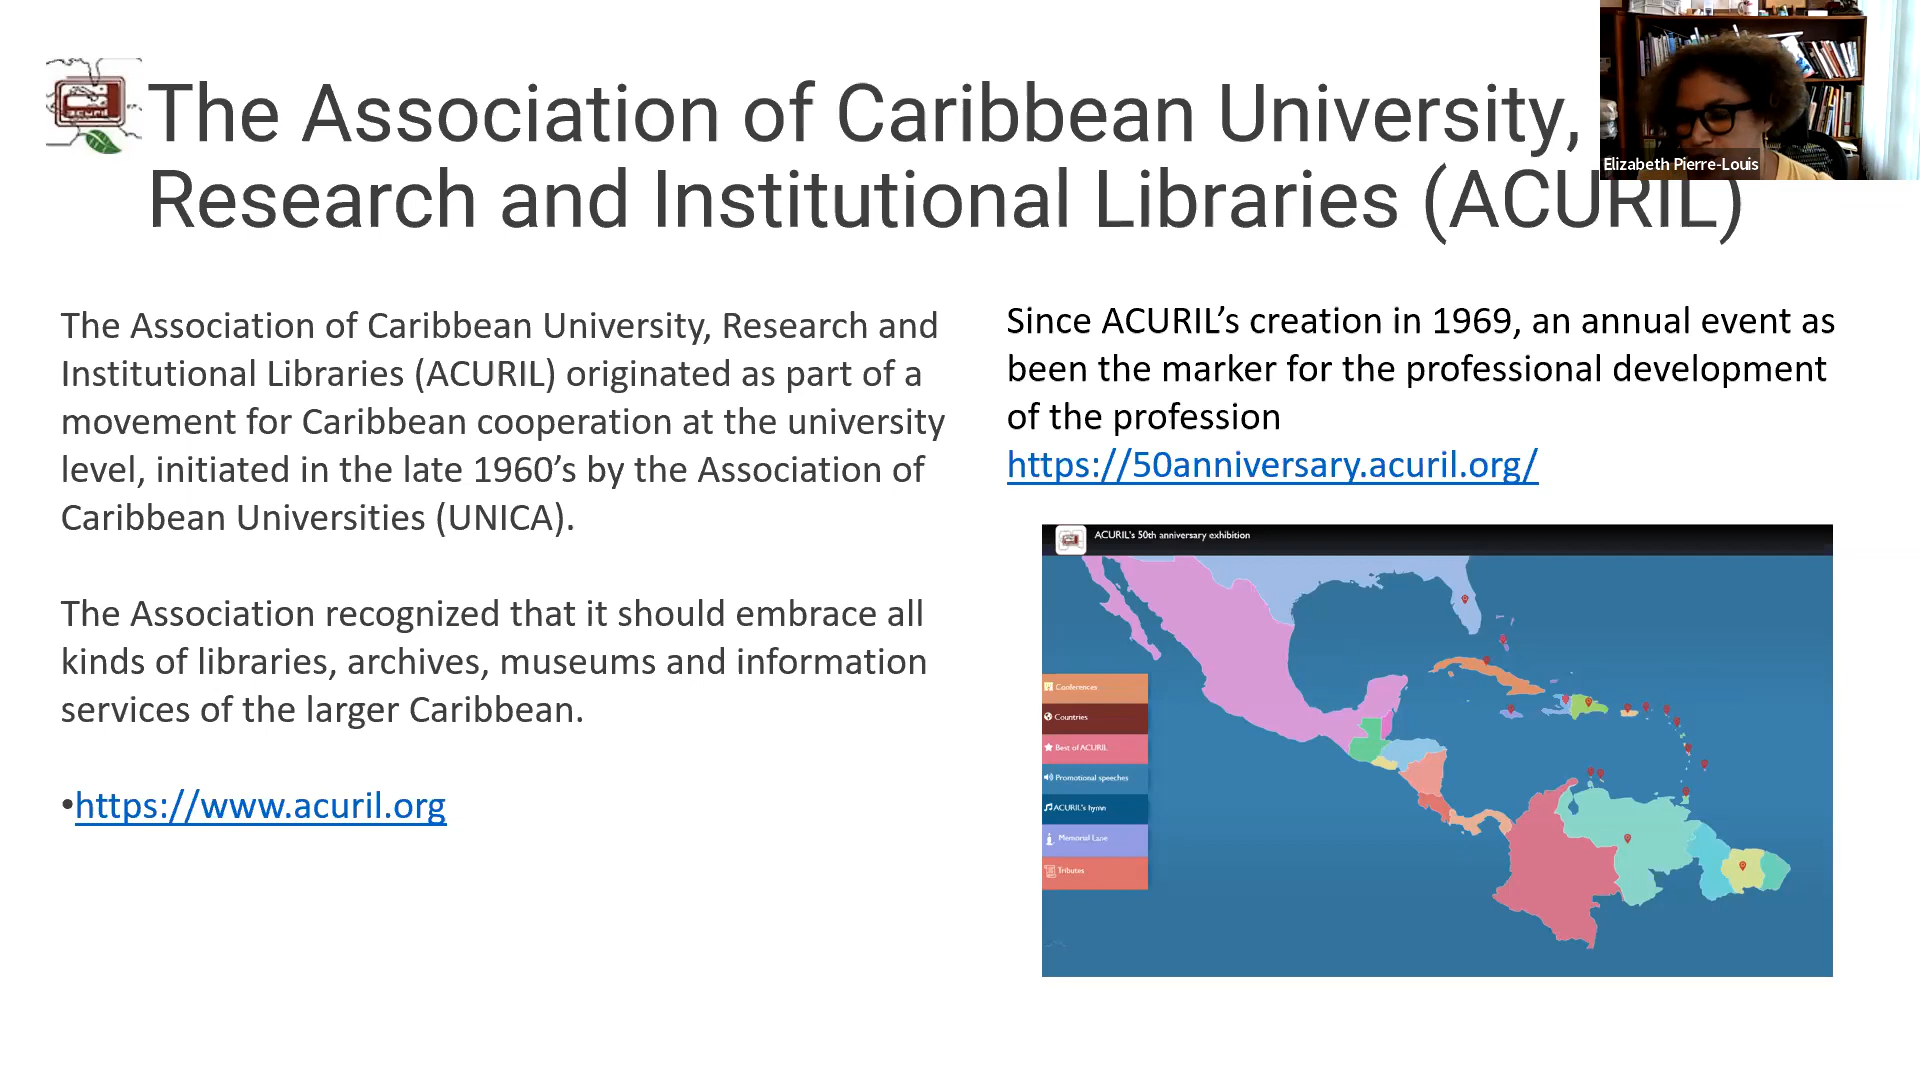 The Association of Caribbean University,
Research and Institutional Libraries (ACURIL)
Elizabeth Pierre-Louis
The Association of Caribbean University, Research and
Institutional Libraries (ACURIL) originated as part of a
movement for Caribbean cooperation at the university
level, initiated in the late 1960’s by the Association of
Caribbean Universities (UNICA).
The Association recognized that it should embrace all
kinds of libraries, archives, museums and information
services of the larger Caribbean.
•https://www.acuril.org
Since ACURIL’s creation in 1969, an annual event as
been the marker for the professional development
of the profession
https://50anniversary.acuril.org/
ACURIL's 50th anniversary exhibition
Conferences
Countries
Best of ACURIL
Promotional speeches
ACURIL's hymn
Memorial Lane
Tributes